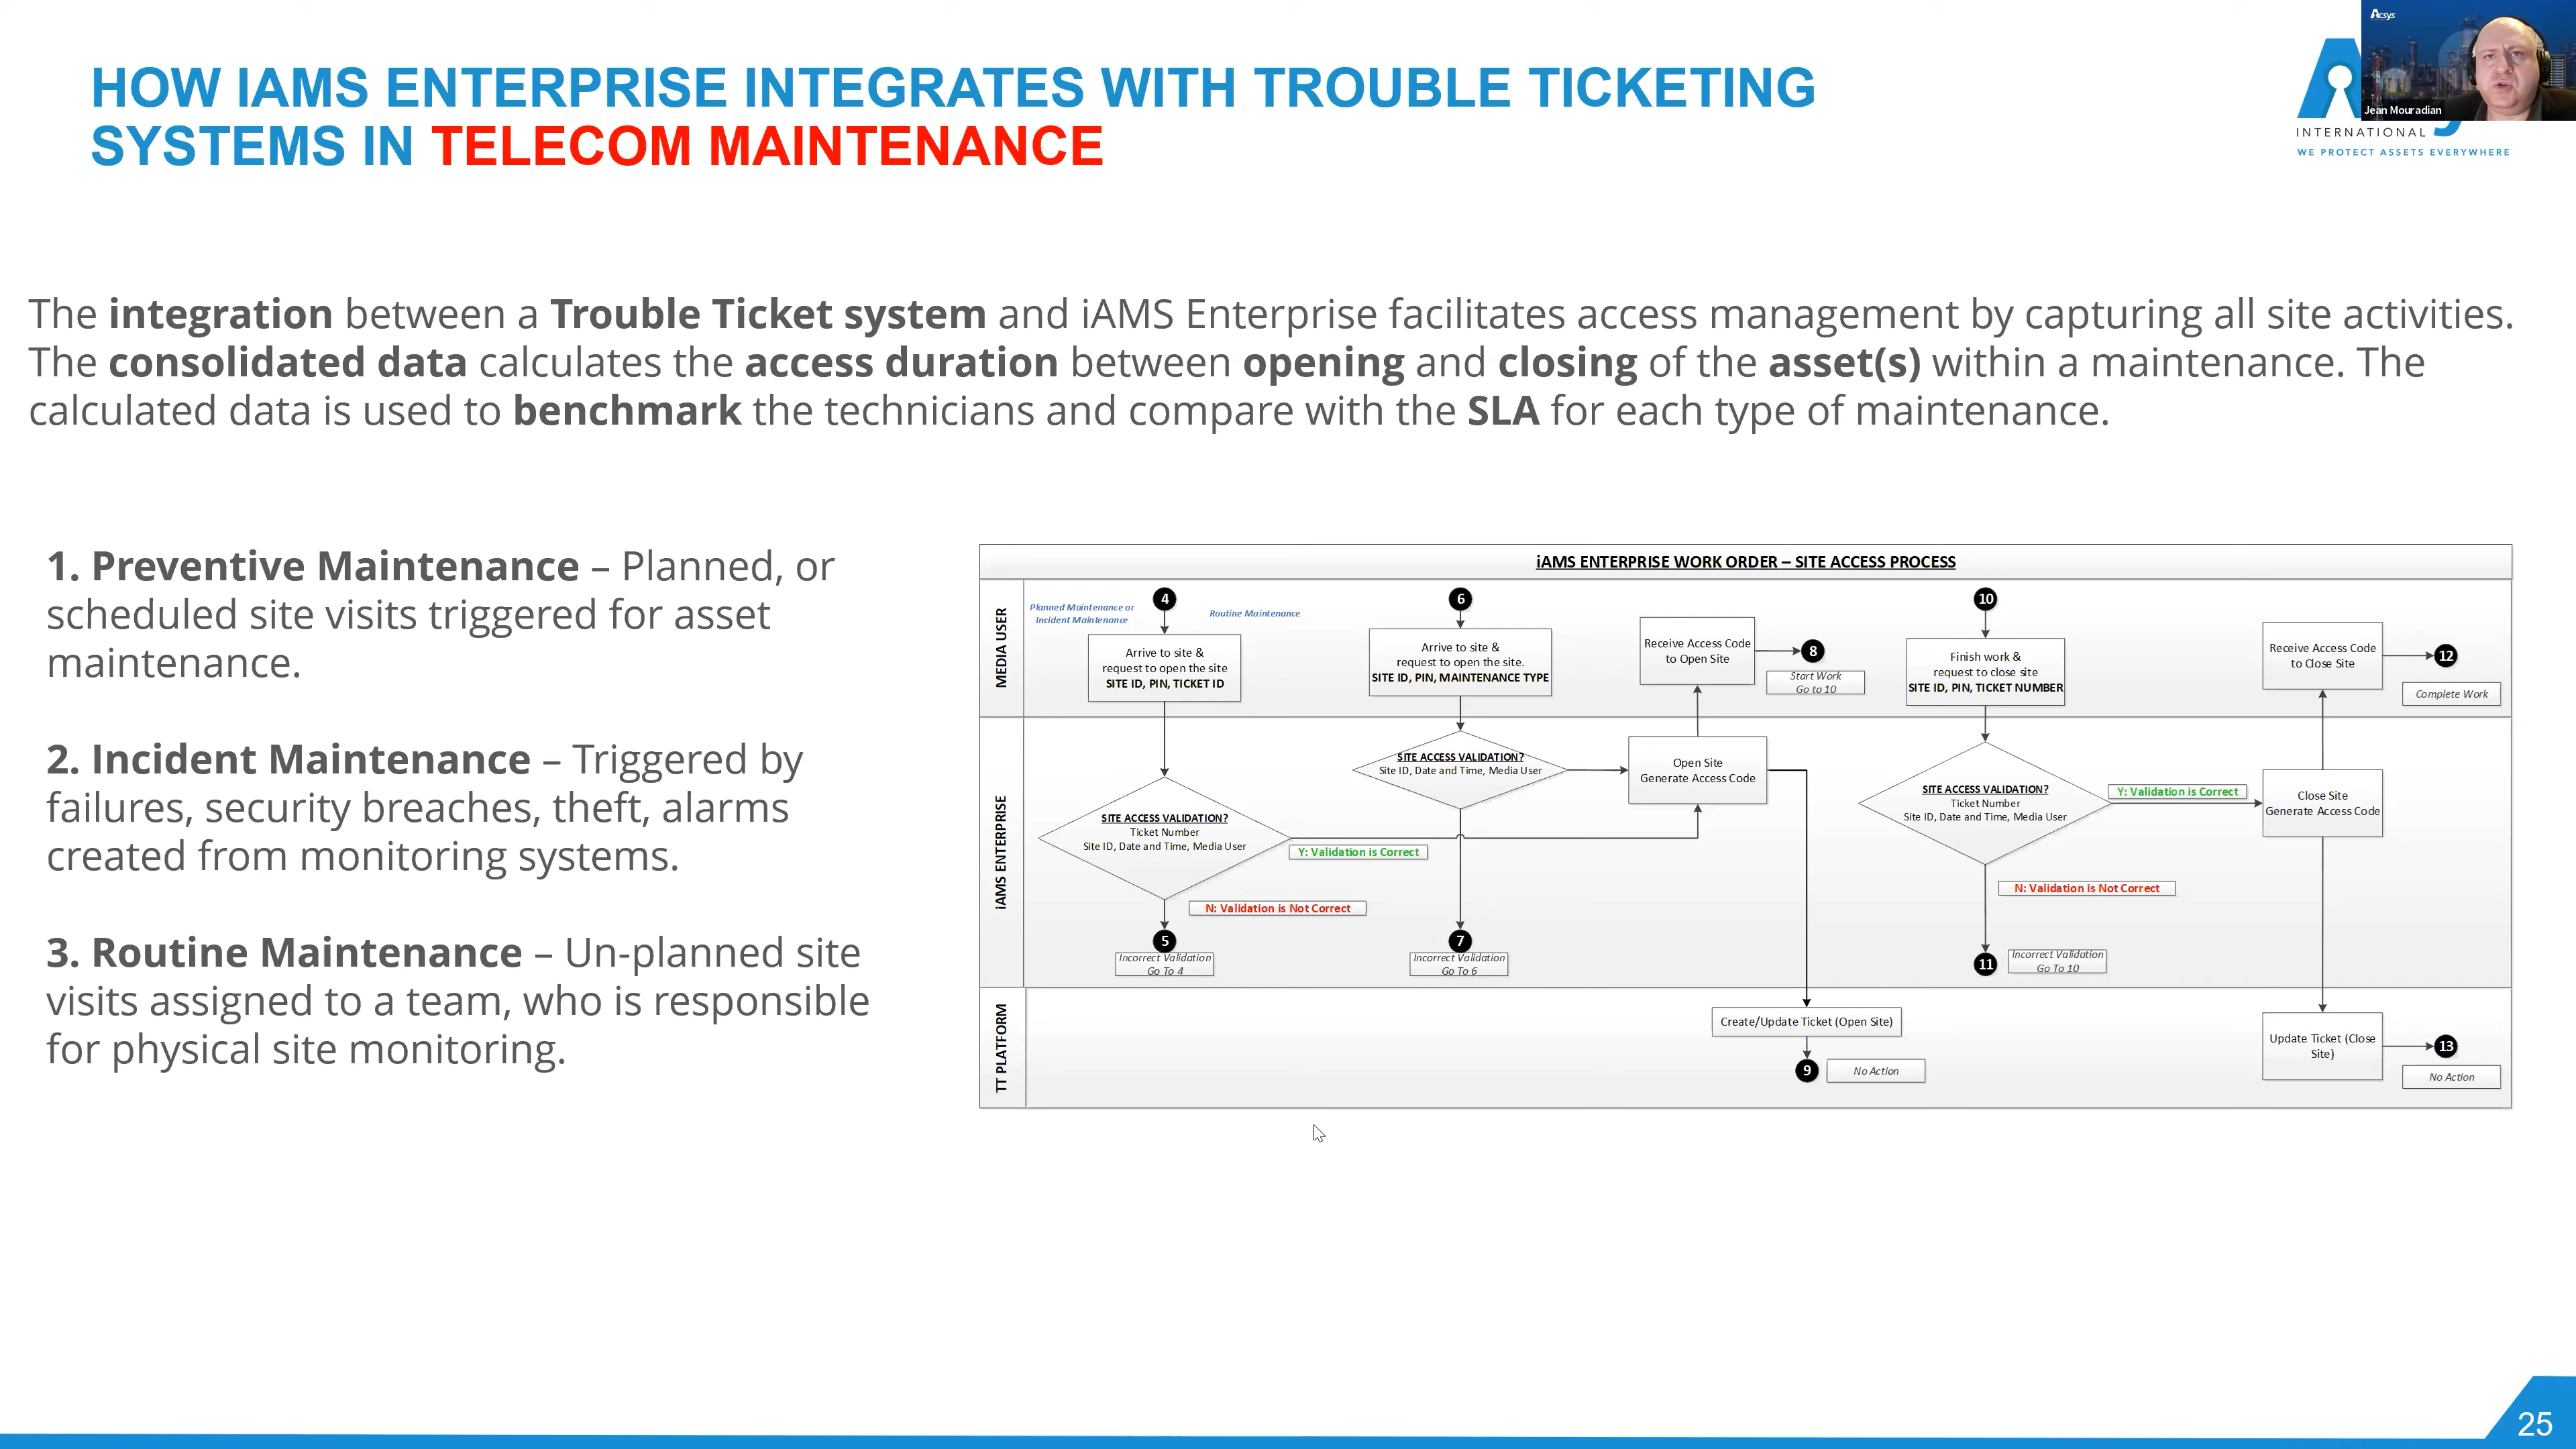 Acsys
Jean Mouradian
INTERNATIONAL
WE PROTECT ASSETS EVERYWHERE
HOW IAMS ENTERPRISE INTEGRATES WITH TROUBLE TICKETING
SYSTEMS IN TELECOM MAINTENANCE
The integration between a Trouble Ticket system and iAMS Enterprise facilitates access management by capturing all site activities.
The consolidated data calculates the access duration between opening and closing of the asset(s) within a maintenance. The
calculated data is used to benchmark the technicians and compare with the SLA for each type of maintenance.
1. Preventive Maintenance – Planned, or
scheduled site visits triggered for asset
maintenance.
2. Incident Maintenance – Triggered by
failures, security breaches, theft, alarms
created from monitoring systems.
3. Routine Maintenance – Un-planned site
visits assigned to a team, who is responsible
for physical site monitoring.
iAMS ENTERPRISE WORK ORDER – SITE ACCESS PROCESS
MEDIA USER
Planned Maintenance or
Incident Maintenance
4
Routine Maintenance
Arrive to site &
request to open the site
SITE ID, PIN, TICKET ID
6
Arrive to site &
request to open the site.
SITE ID, PIN, MAINTENANCE TYPE
Receive Access Code
to Open Site
8
Start Work
Go to 10
10
Finish work &
request to close site
SITE ID, PIN, TICKET NUMBER
Receive Access Code
to Close Site
12
Complete Work
iAMS ENTERPRISE
SITE ACCESS VALIDATION?
Ticket Number
Site ID, Date and Time, Media User
Y: Validation is Correct
N: Validation is Not Correct
5
Incorrect Validation
Go To 4
SITE ACCESS VALIDATION?
Site ID, Date and Time, Media User
7
Incorrect Validation
Go To 6
Open Site
Generate Access Code
SITE ACCESS VALIDATION?
Ticket Number
Site ID, Date and Time, Media User
Y: Validation is Correct
N: Validation is Not Correct
11
Incorrect Validation
Go To 10
Close Site
Generate Access Code
TT PLATFORM
Create/Update Ticket (Open Site)
9
No Action
Update Ticket (Close
Site)
13
No Action
25